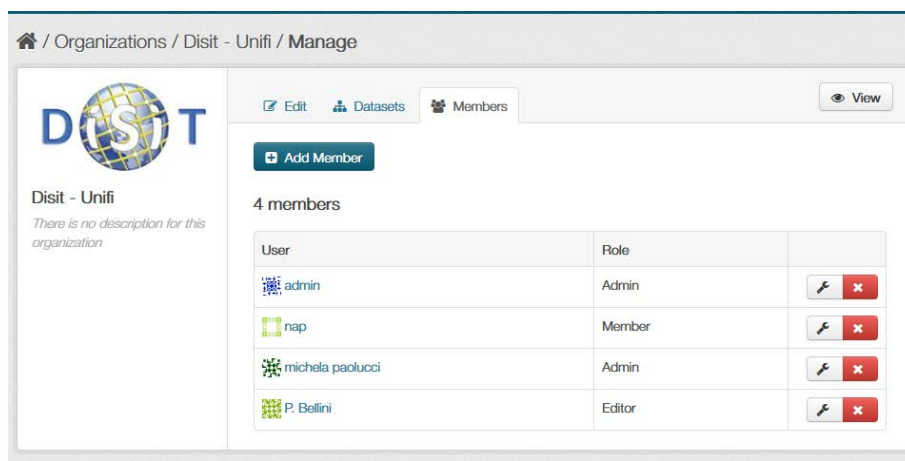 / Organizations / Disit - Unifi / Manage
DISIT
Disit - Unifi
There is no description for this
organization
Edit Datasets Members View
Add Member
4 members
User Role
admin Admin
nap Member
michela paolucci Admin
P. Bellini Editor